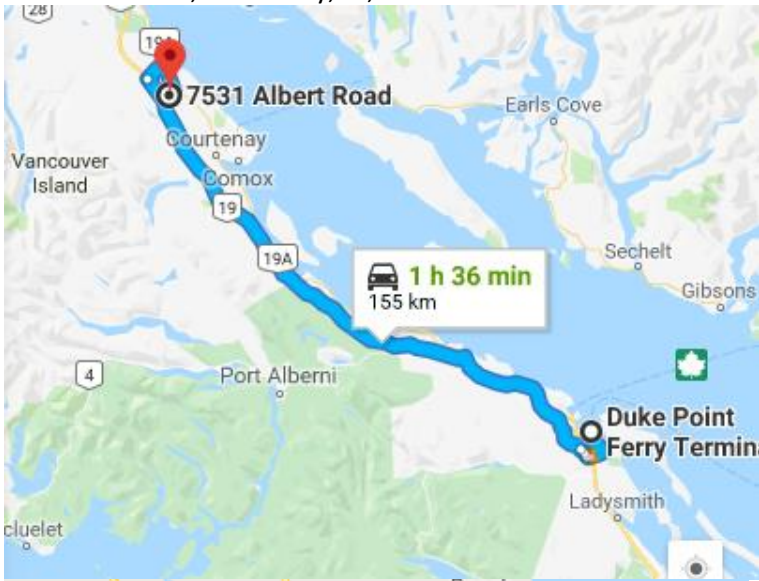 28
19A
7531 Albert Road
Earls Cove
Courtenay
Vancouver
Island
Comox
19
19A
1 h 36 min
155 km
Sechelt
Gibsons
4
Port Alberni
Duke Point
Ferry Termina
Ladysmith
cluelet